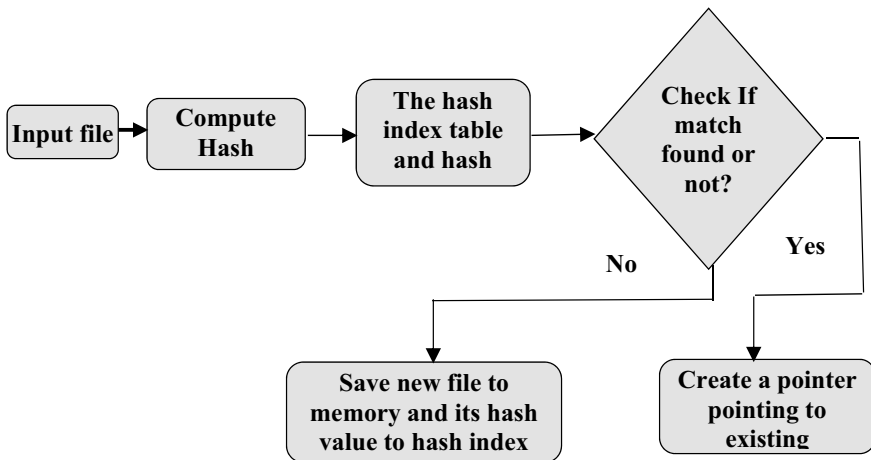 Input file
Compute
Hash
The hash
index table
and hash
Check If
match
found or
not?
No
Yes
Save new file to
memory and its hash
value to hash index
Create a pointer
pointing to
existing